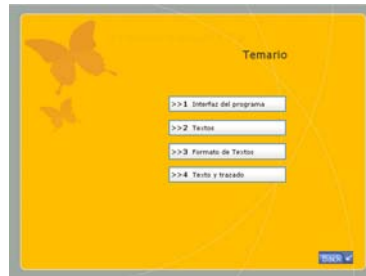 Temario
>>1 Interfaz del programa
>>2 Textos
>>3 Formato de Textos
>>4 Texto y trazado
Back